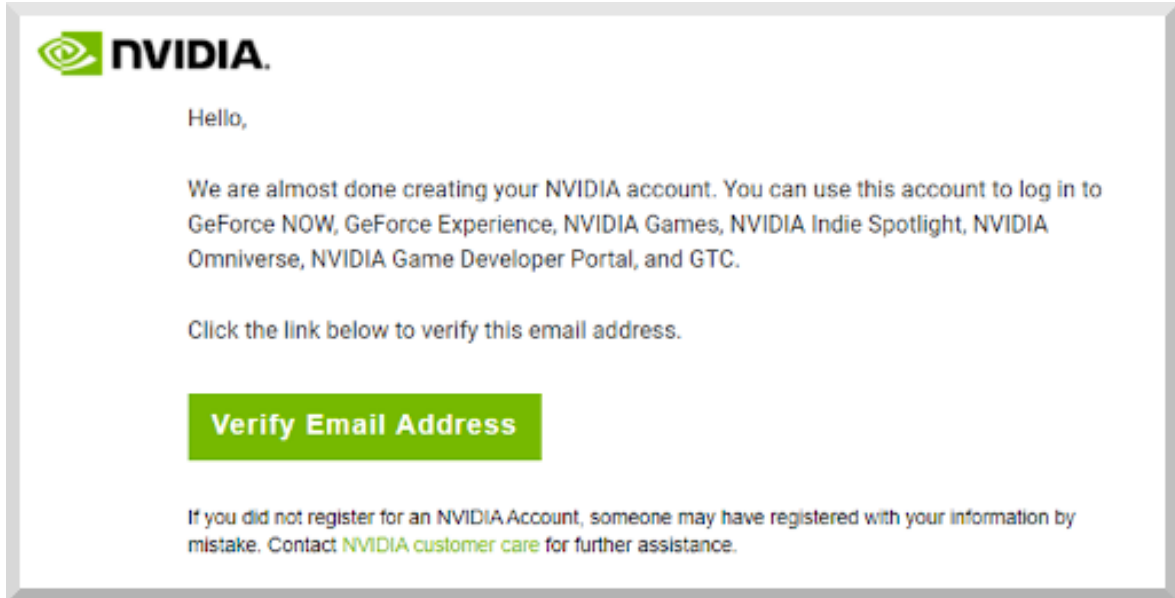 NVIDIA.
Hello,
We are almost done creating your NVIDIA account. You can use this account to log in to
GeForce NOW, GeForce Experience, NVIDIA Games, NVIDIA Indie Spotlight, NVIDIA
Omniverse, NVIDIA Game Developer Portal, and GTC.
Click the link below to verify this email address.
Verify Email Address
If you did not register for an NVIDIA Account, someone may have registered with your information by
mistake. Contact NVIDIA customer care for further assistance.